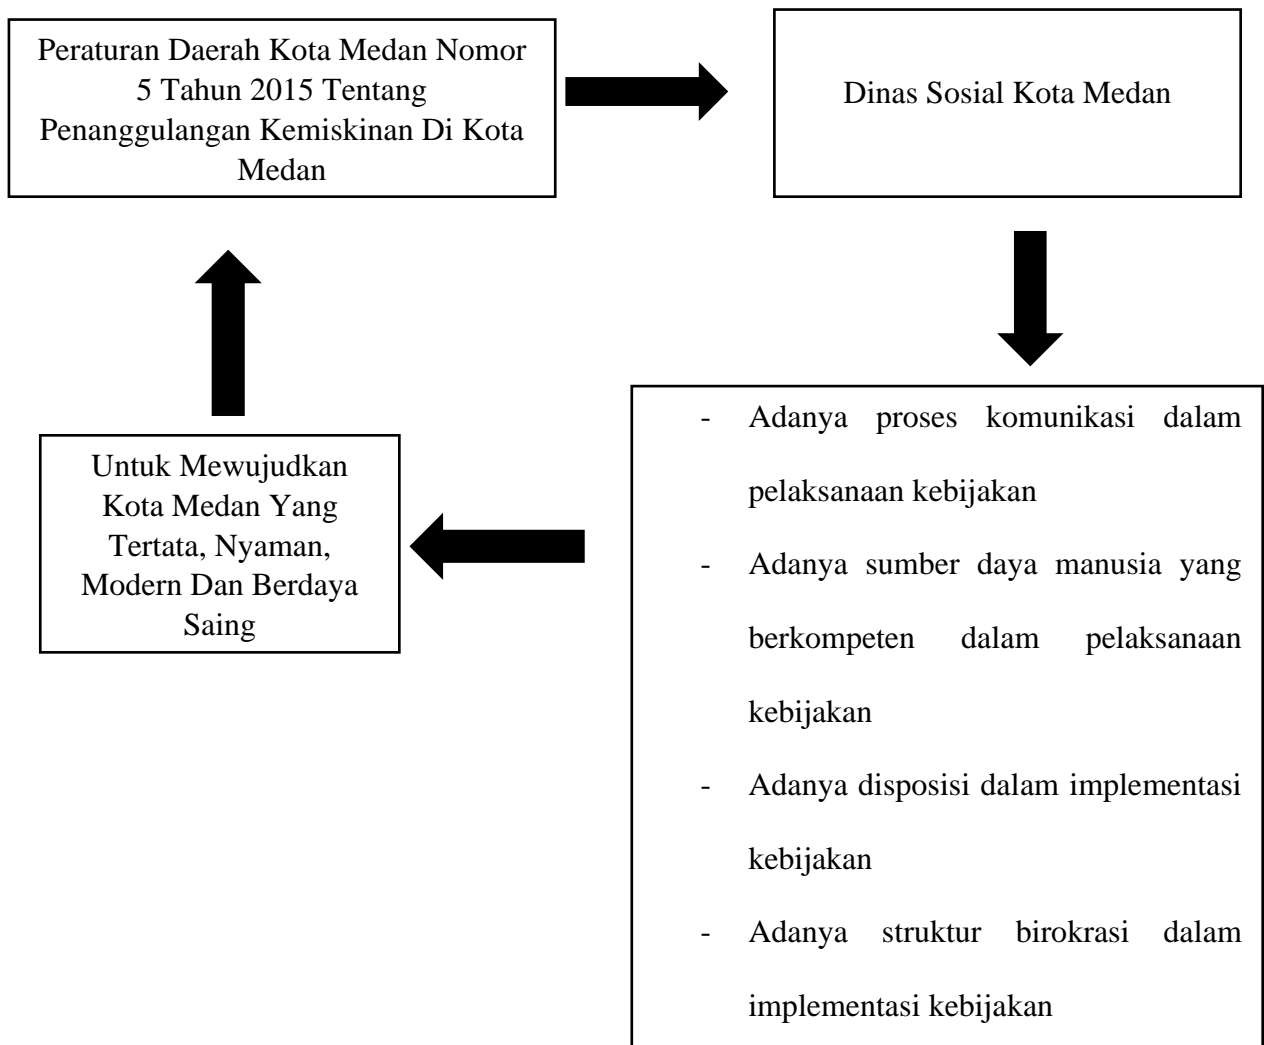 Peraturan Daerah Kota Medan Nomor
5 Tahun 2015 Tentang
Penanggulangan Kemiskinan Di Kota
Medan
Dinas Sosial Kota Medan
- Adanya proses komunikasi dalam
pelaksanaan kebijakan
- Adanya sumber daya manusia yang
berkompeten dalam pelaksanaan
kebijakan
- Adanya disposisi dalam implementasi
kebijakan
- Adanya struktur birokrasi dalam
implementasi kebijakan
Untuk Mewujudkan
Kota Medan Yang
Tertata, Nyaman,
Modern Dan Berdaya
Saing